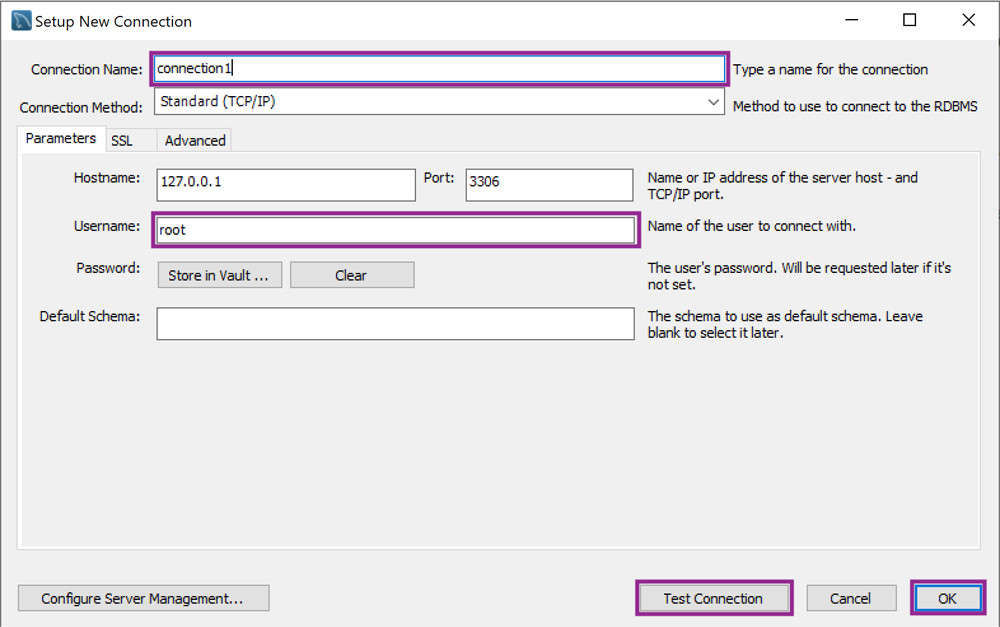 Setup New Connection
Connection Name: connection1 Type a name for the connection
Connection Method: Standard (TCP/IP) Method to use to connect to the RDBMS
Parameters SSL Advanced
Hostname: 127.0.0.1 Port: 3306 Name or IP address of the server host - and
TCP/IP port.
Username: root Name of the user to connect with.
Password: Store in Vault ... Clear The user's password. Will be requested later if it's
not set.
Default Schema: The schema to use as default schema. Leave
blank to select it later.
Configure Server Management... Test Connection Cancel OK